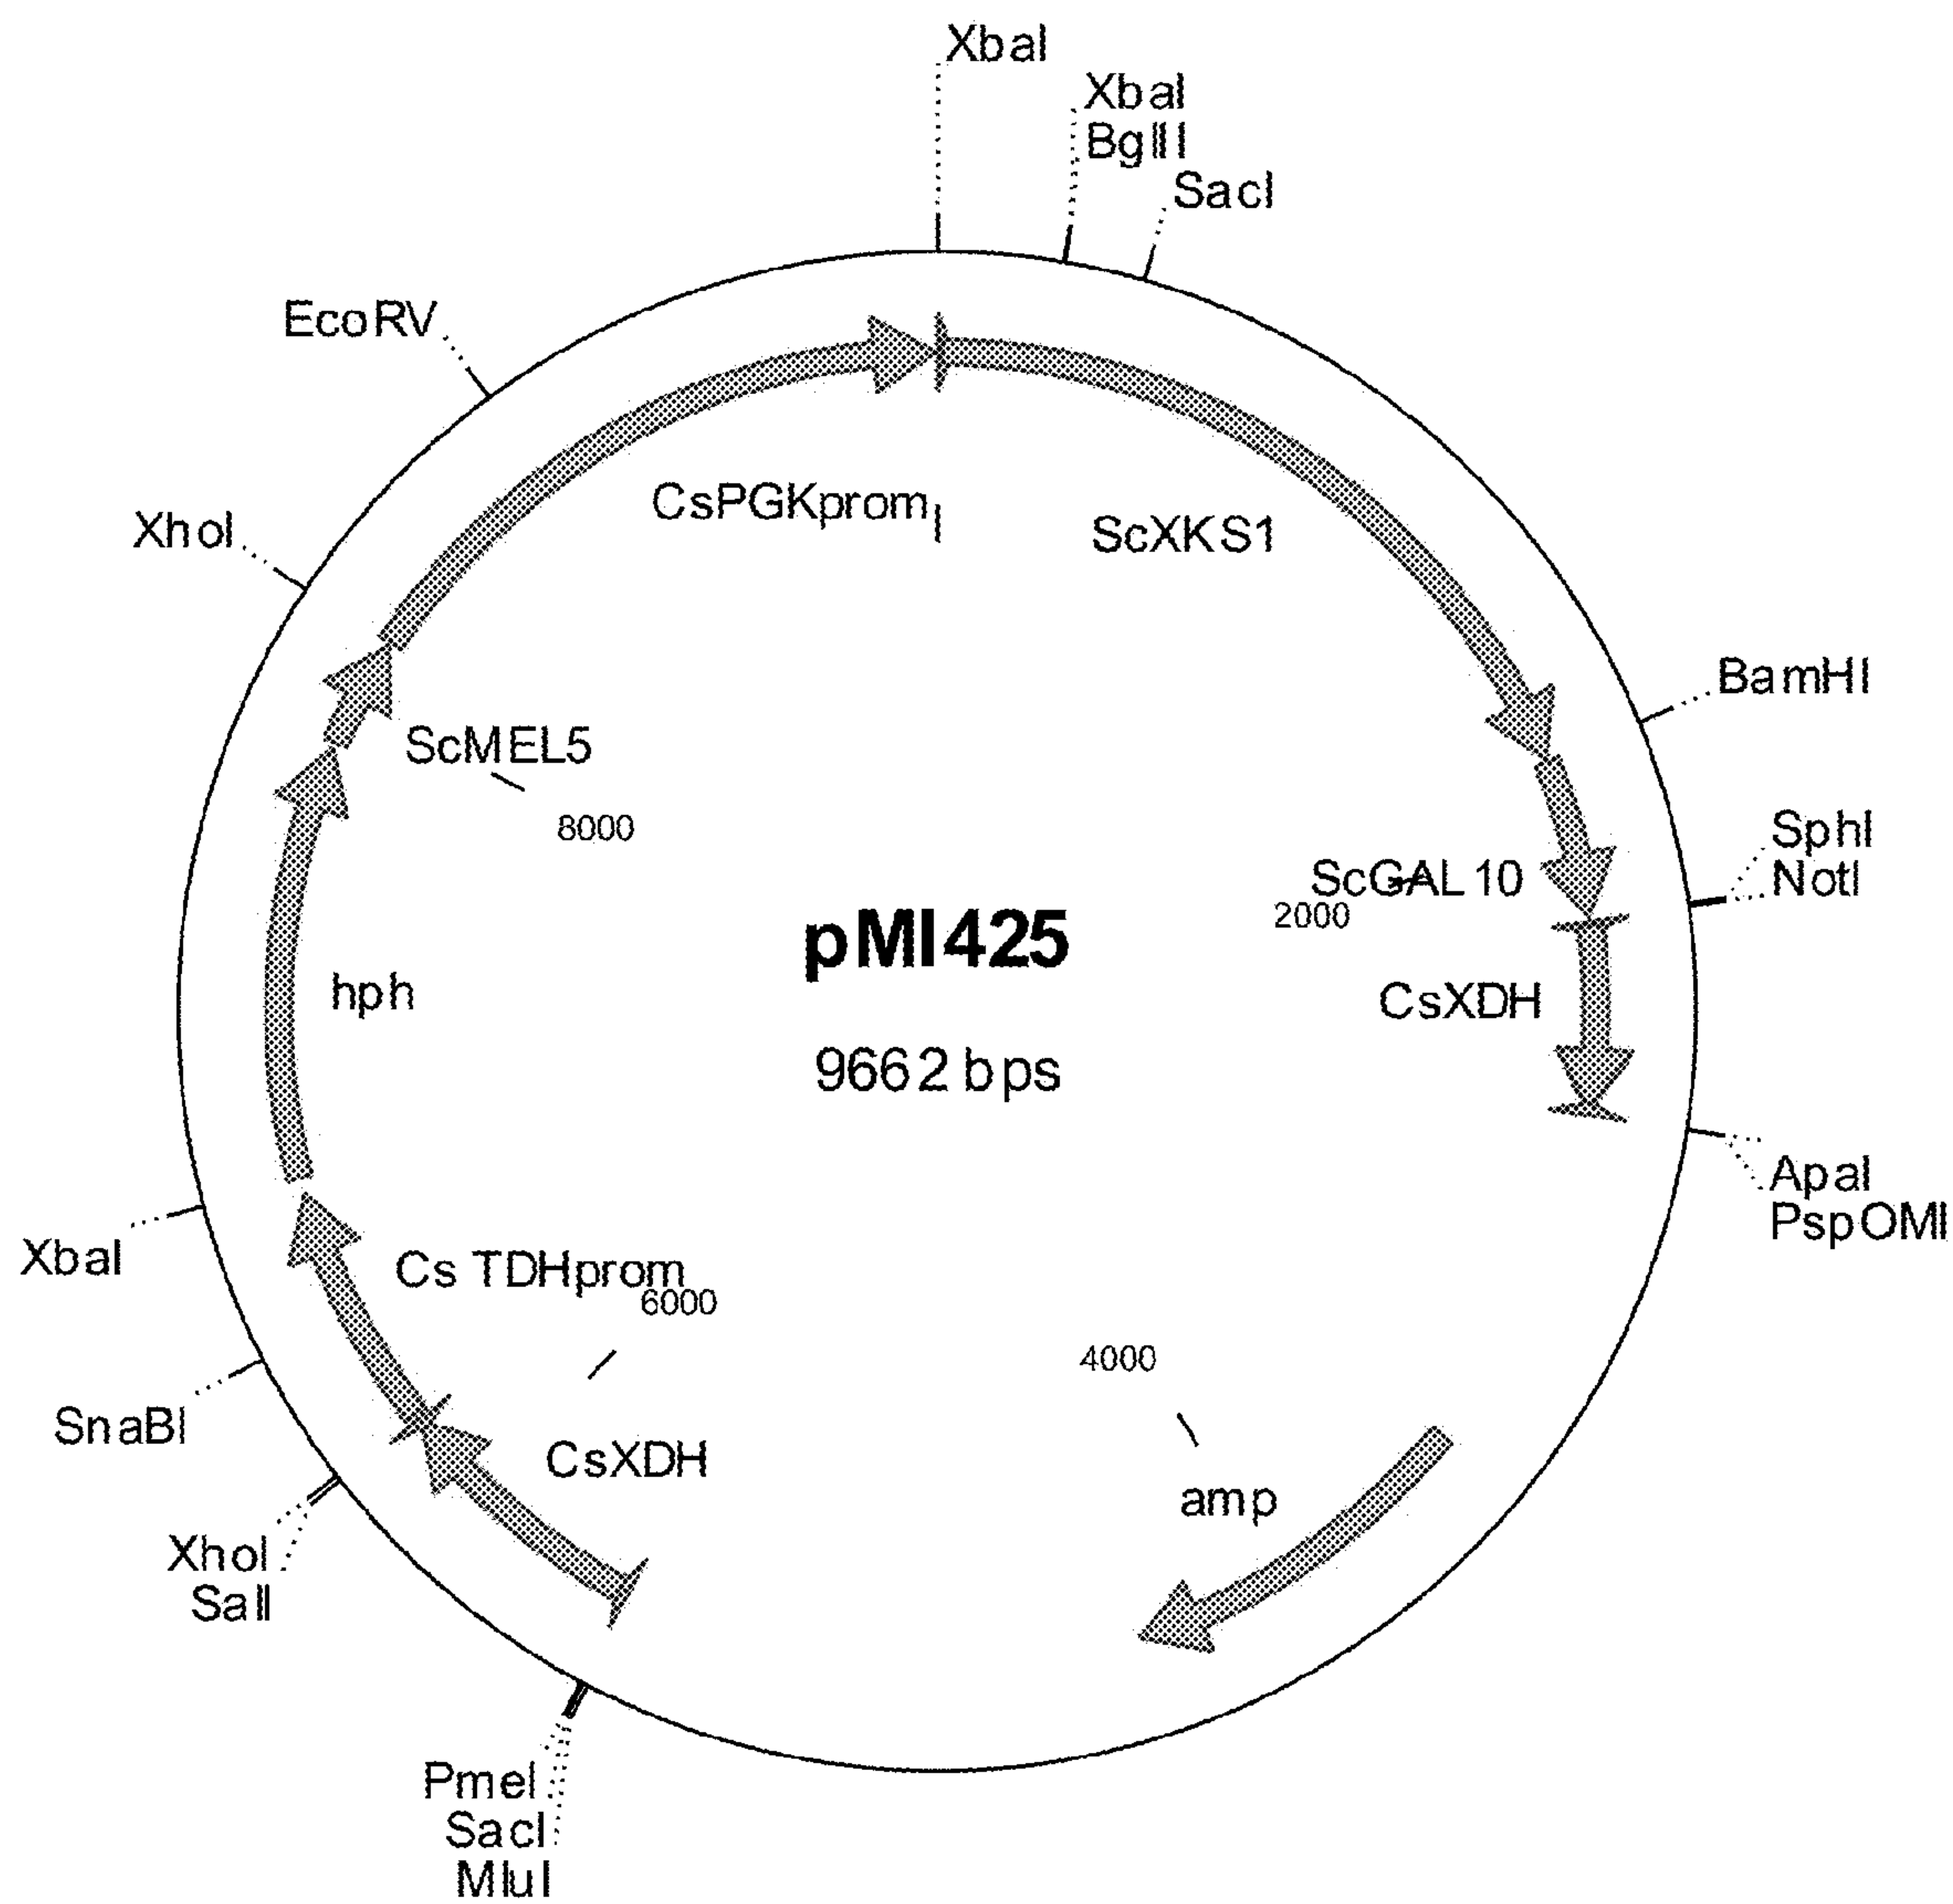 XbaI
XbaI
BglII
SacI
EcoRV
CsPGKprom
ScXKS1
XhoI
BamHI
ScMEL5
8000
SphI
ScGAL10
NotI
2000
pMI425
hph
CsXDH
9662 bps
ApaI
PspOMI
XbaI
Cs TDHprom
6000
4000
SnaBI
CsXDH
amp
XhoI
SalI
PmeI
SacI
MluI